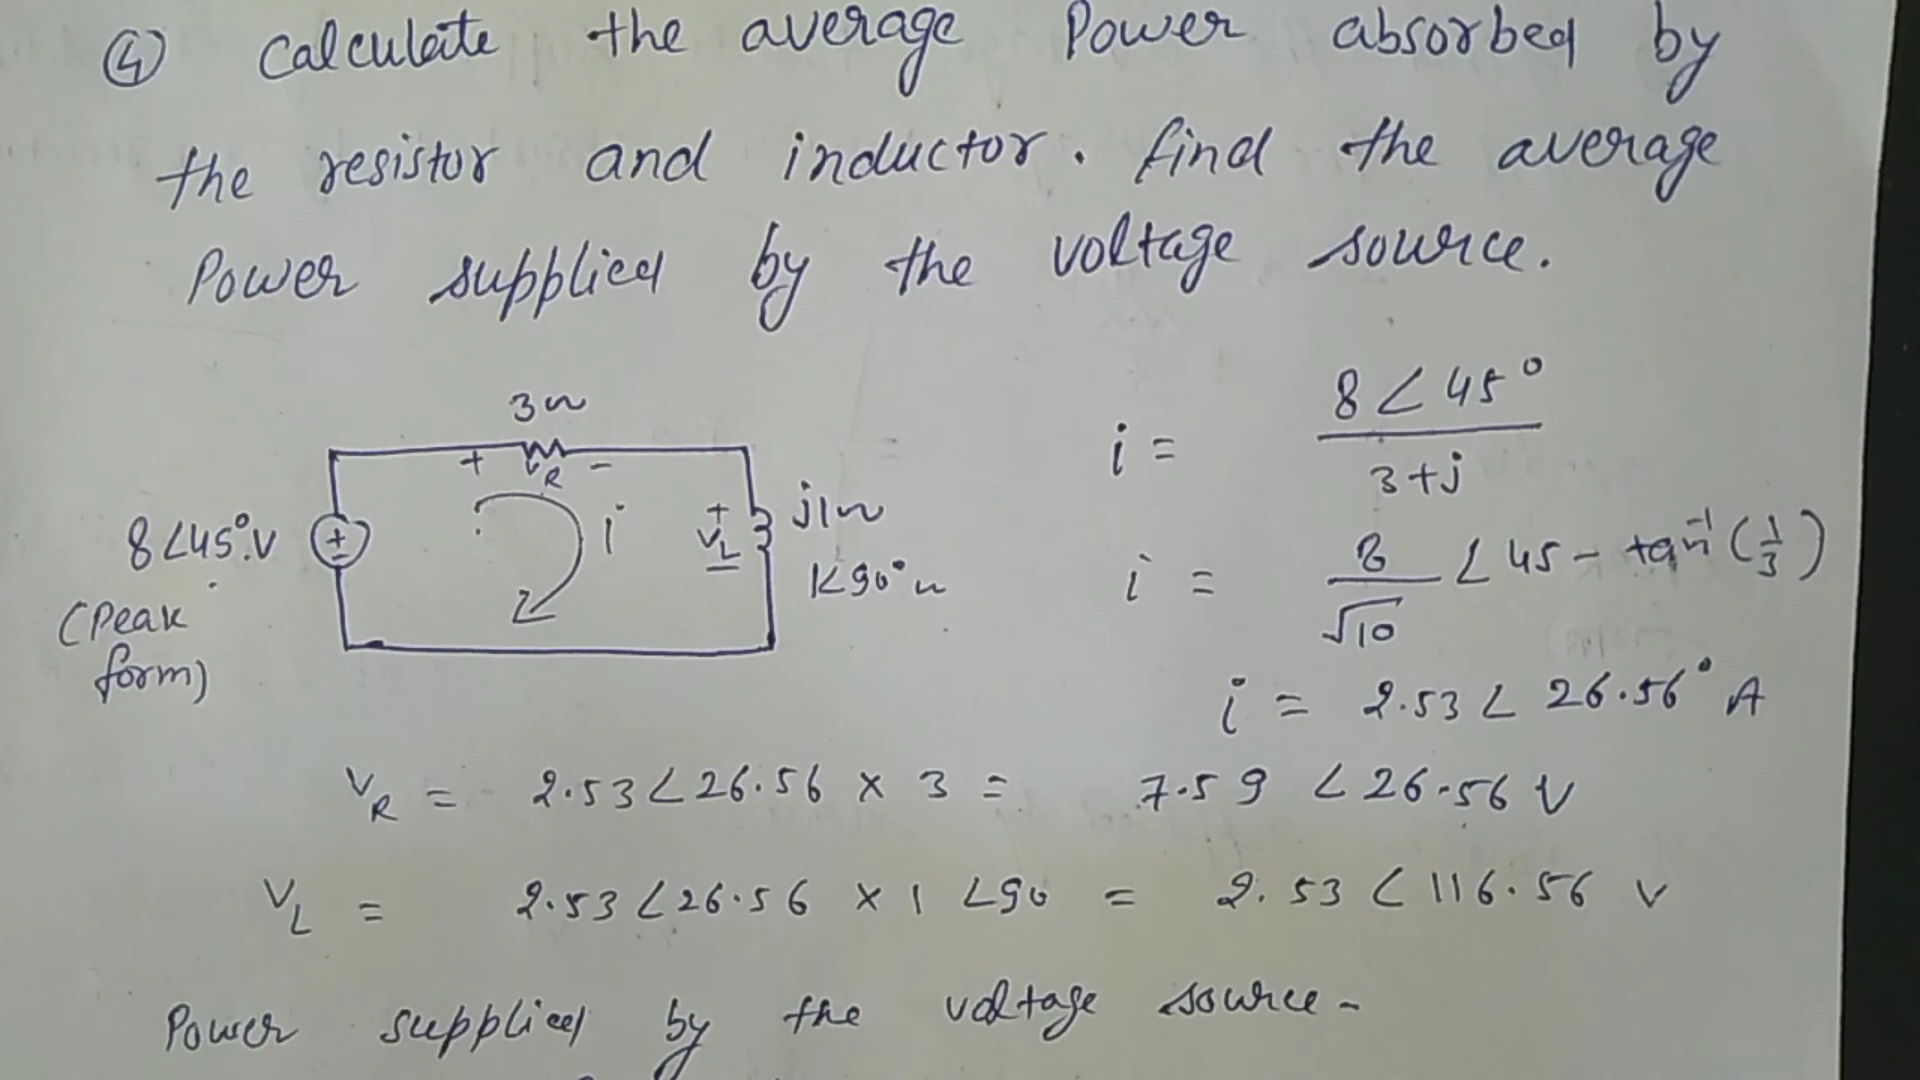 ④ Calculate the average Power absorbed by
the resistor and inductor. find the average
Power supplied by the voltage source.
3Ω
+ VR -
8∠45°.V
(Peak
form)
+
-
i
+
VL
j1Ω
1∠90°Ω
i = 8∠45° / 3+j
i = 8/√10 ∠45- tan⁻¹(1/3)
i = 2.53∠26.56° A
VR = 2.53∠26.56 × 3 = 7.59 ∠26.56 V
VL = 2.53∠26.56 × 1∠90 = 2.53∠116.56 V
Power supplied by the voltage source-